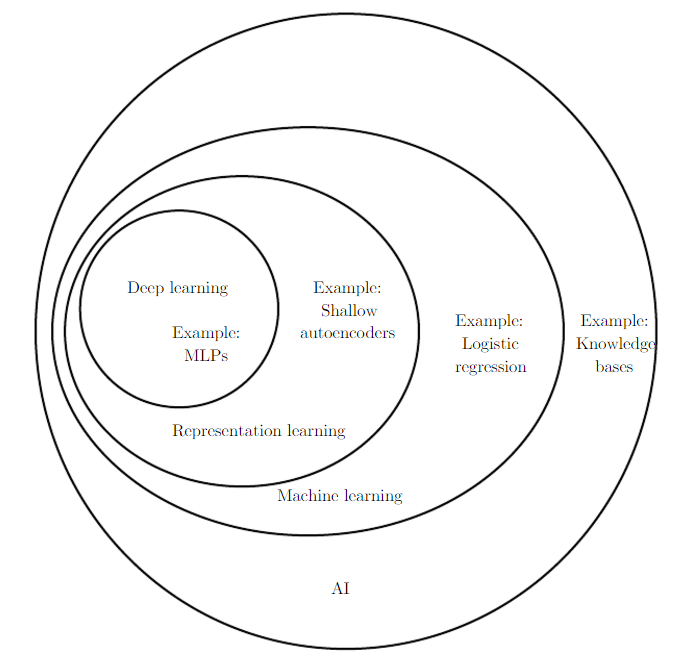 Deep learning
Example:
MLPs
Example:
Shallow
autoencoders
Example:
Logistic
regression
Example:
Knowledge
bases
Representation learning
Machine learning
AI